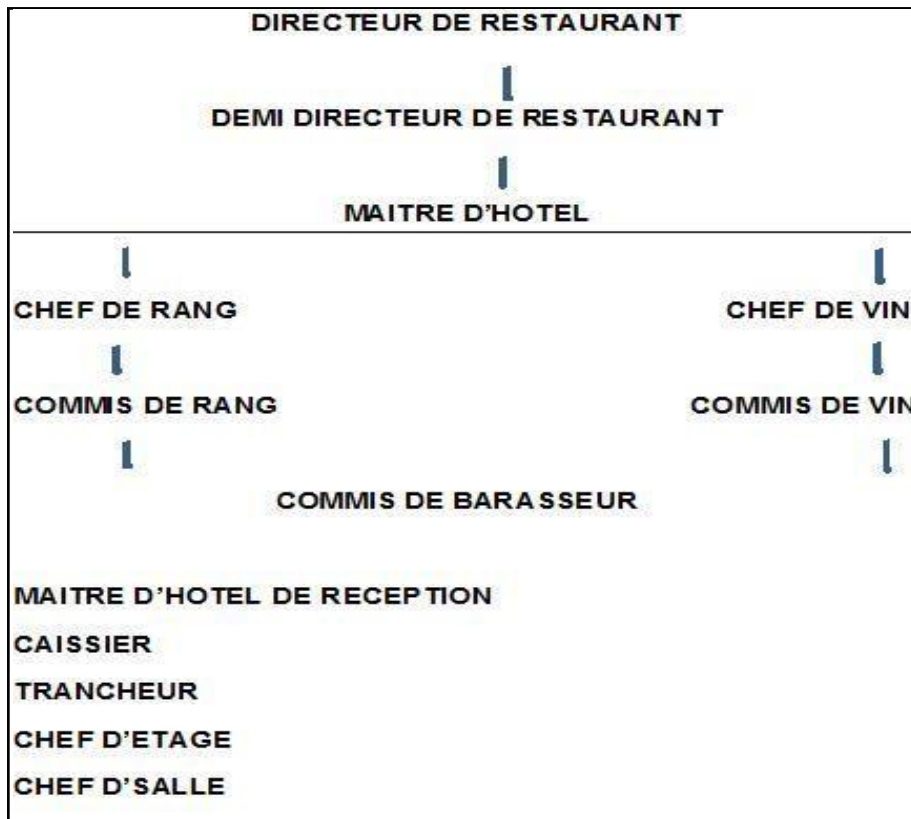 DIRECTEUR DE RESTAURANT
DEMI DIRECTEUR DE RESTAURANT
MAITRE D'HOTEL
CHEF DE RANG CHEF DE VIN
COMMIS DE RANG COMMIS DE VIN
COMMIS DE BARASSEUR
MAITRE D'HOTEL DE RECEPTION
CAISSIER
TRANCHEUR
CHEF D'ETAGE
CHEF D'SALLE